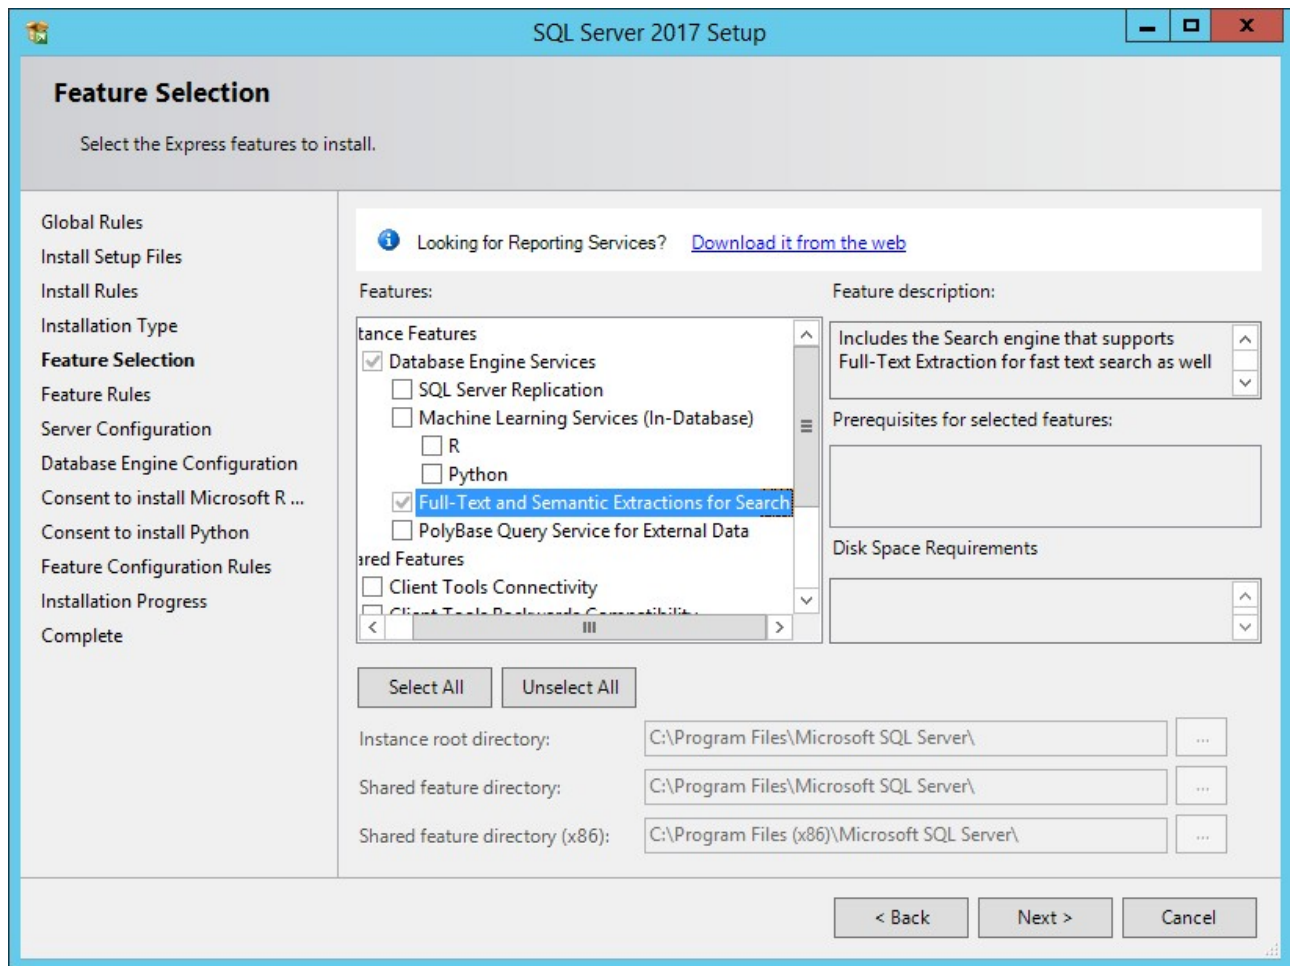 SQL Server 2017 Setup
Feature Selection
Select the Express features to install.
Global Rules
Install Setup Files
Install Rules
Installation Type
Feature Selection
Feature Rules
Server Configuration
Database Engine Configuration
Consent to install Microsoft R ...
Consent to install Python
Feature Configuration Rules
Installation Progress
Complete
Looking for Reporting Services? Download it from the web
Features:
tance Features
Database Engine Services
SQL Server Replication
Machine Learning Services (In-Database)
R
Python
Full-Text and Semantic Extractions for Search
PolyBase Query Service for External Data
ared Features
Client Tools Connectivity
Client Tools Backwards Compatibility
Feature description:
Includes the Search engine that supports
Full-Text Extraction for fast text search as well
Prerequisites for selected features:
Disk Space Requirements
Select All
Unselect All
Instance root directory: C:\Program Files\Microsoft SQL Server\ ...
Shared feature directory: C:\Program Files\Microsoft SQL Server\ ...
Shared feature directory (x86): C:\Program Files (x86)\Microsoft SQL Server\ ...
< Back
Next >
Cancel